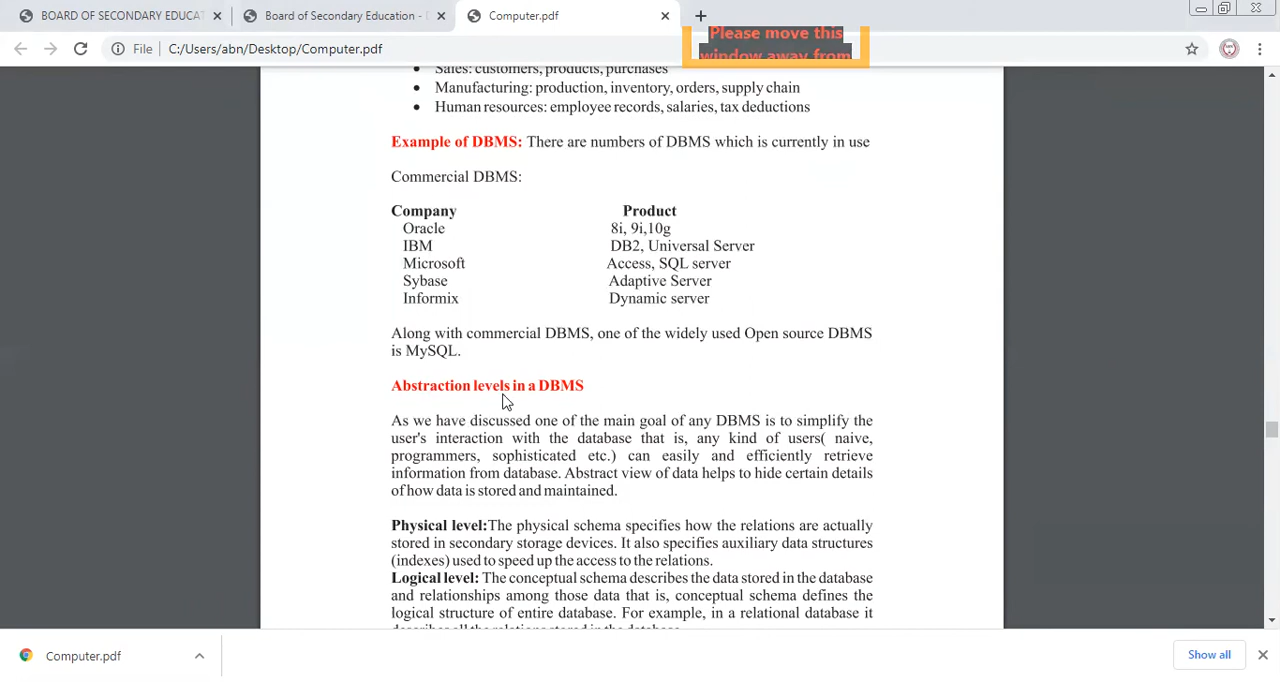 BOARD OF SECONDARY EDUCAT
Board of Secondary Education -
Computer.pdf
File
C:/Users/abn/Desktop/Computer.pdf
Please move this
window away from
• Sales: customers, products, purchases
• Manufacturing: production, inventory, orders, supply chain
• Human resources: employee records, salaries, tax deductions
Example of DBMS: There are numbers of DBMS which is currently in use
Commercial DBMS:
Company Product
Oracle 8i, 9i,10g
IBM DB2, Universal Server
Microsoft Access, SQL server
Sybase Adaptive Server
Informix Dynamic server
Along with commercial DBMS, one of the widely used Open source DBMS
is MySQL.
Abstraction levels in a DBMS
As we have discussed one of the main goal of any DBMS is to simplify the
user's interaction with the database that is, any kind of users( naive,
programmers, sophisticated etc.) can easily and efficiently retrieve
information from database. Abstract view of data helps to hide certain details
of how data is stored and maintained.
Physical level:The physical schema specifies how the relations are actually
stored in secondary storage devices. It also specifies auxiliary data structures
(indexes) used to speed up the access to the relations.
Logical level: The conceptual schema describes the data stored in the database
and relationships among those data that is, conceptual schema defines the
logical structure of entire database. For example, in a relational database it
describes all the relations stored in the database.
Computer.pdf
Show all